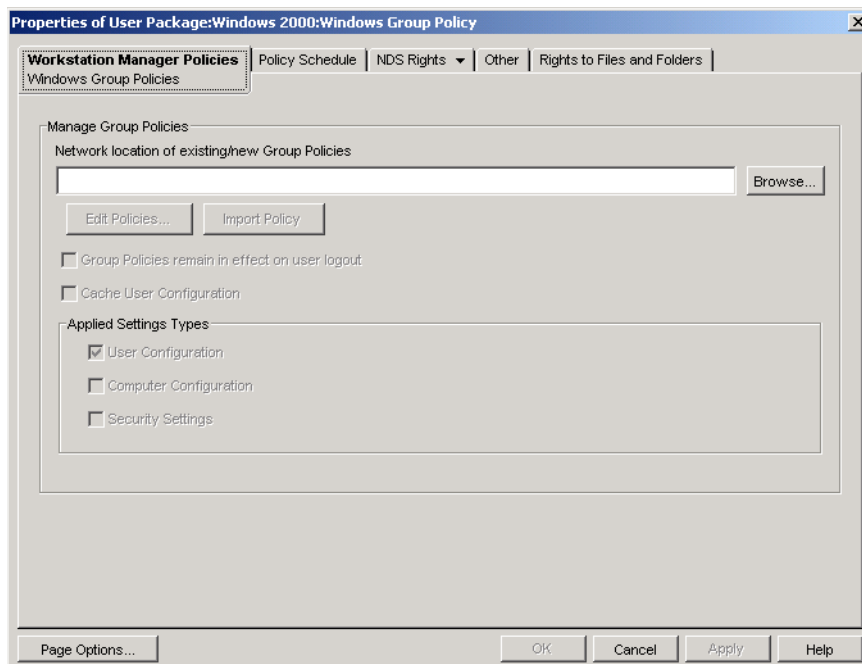 Properties of User Package:Windows 2000:Windows Group Policy
Workstation Manager Policies Policy Schedule NDS Rights Other Rights to Files and Folders
Windows Group Policies
Manage Group Policies
Network location of existing/new Group Policies
Browse...
Edit Policies... Import Policy
Group Policies remain in effect on user logout
Cache User Configuration
Applied Settings Types
User Configuration
Computer Configuration
Security Settings
Page Options... OK Cancel Apply Help